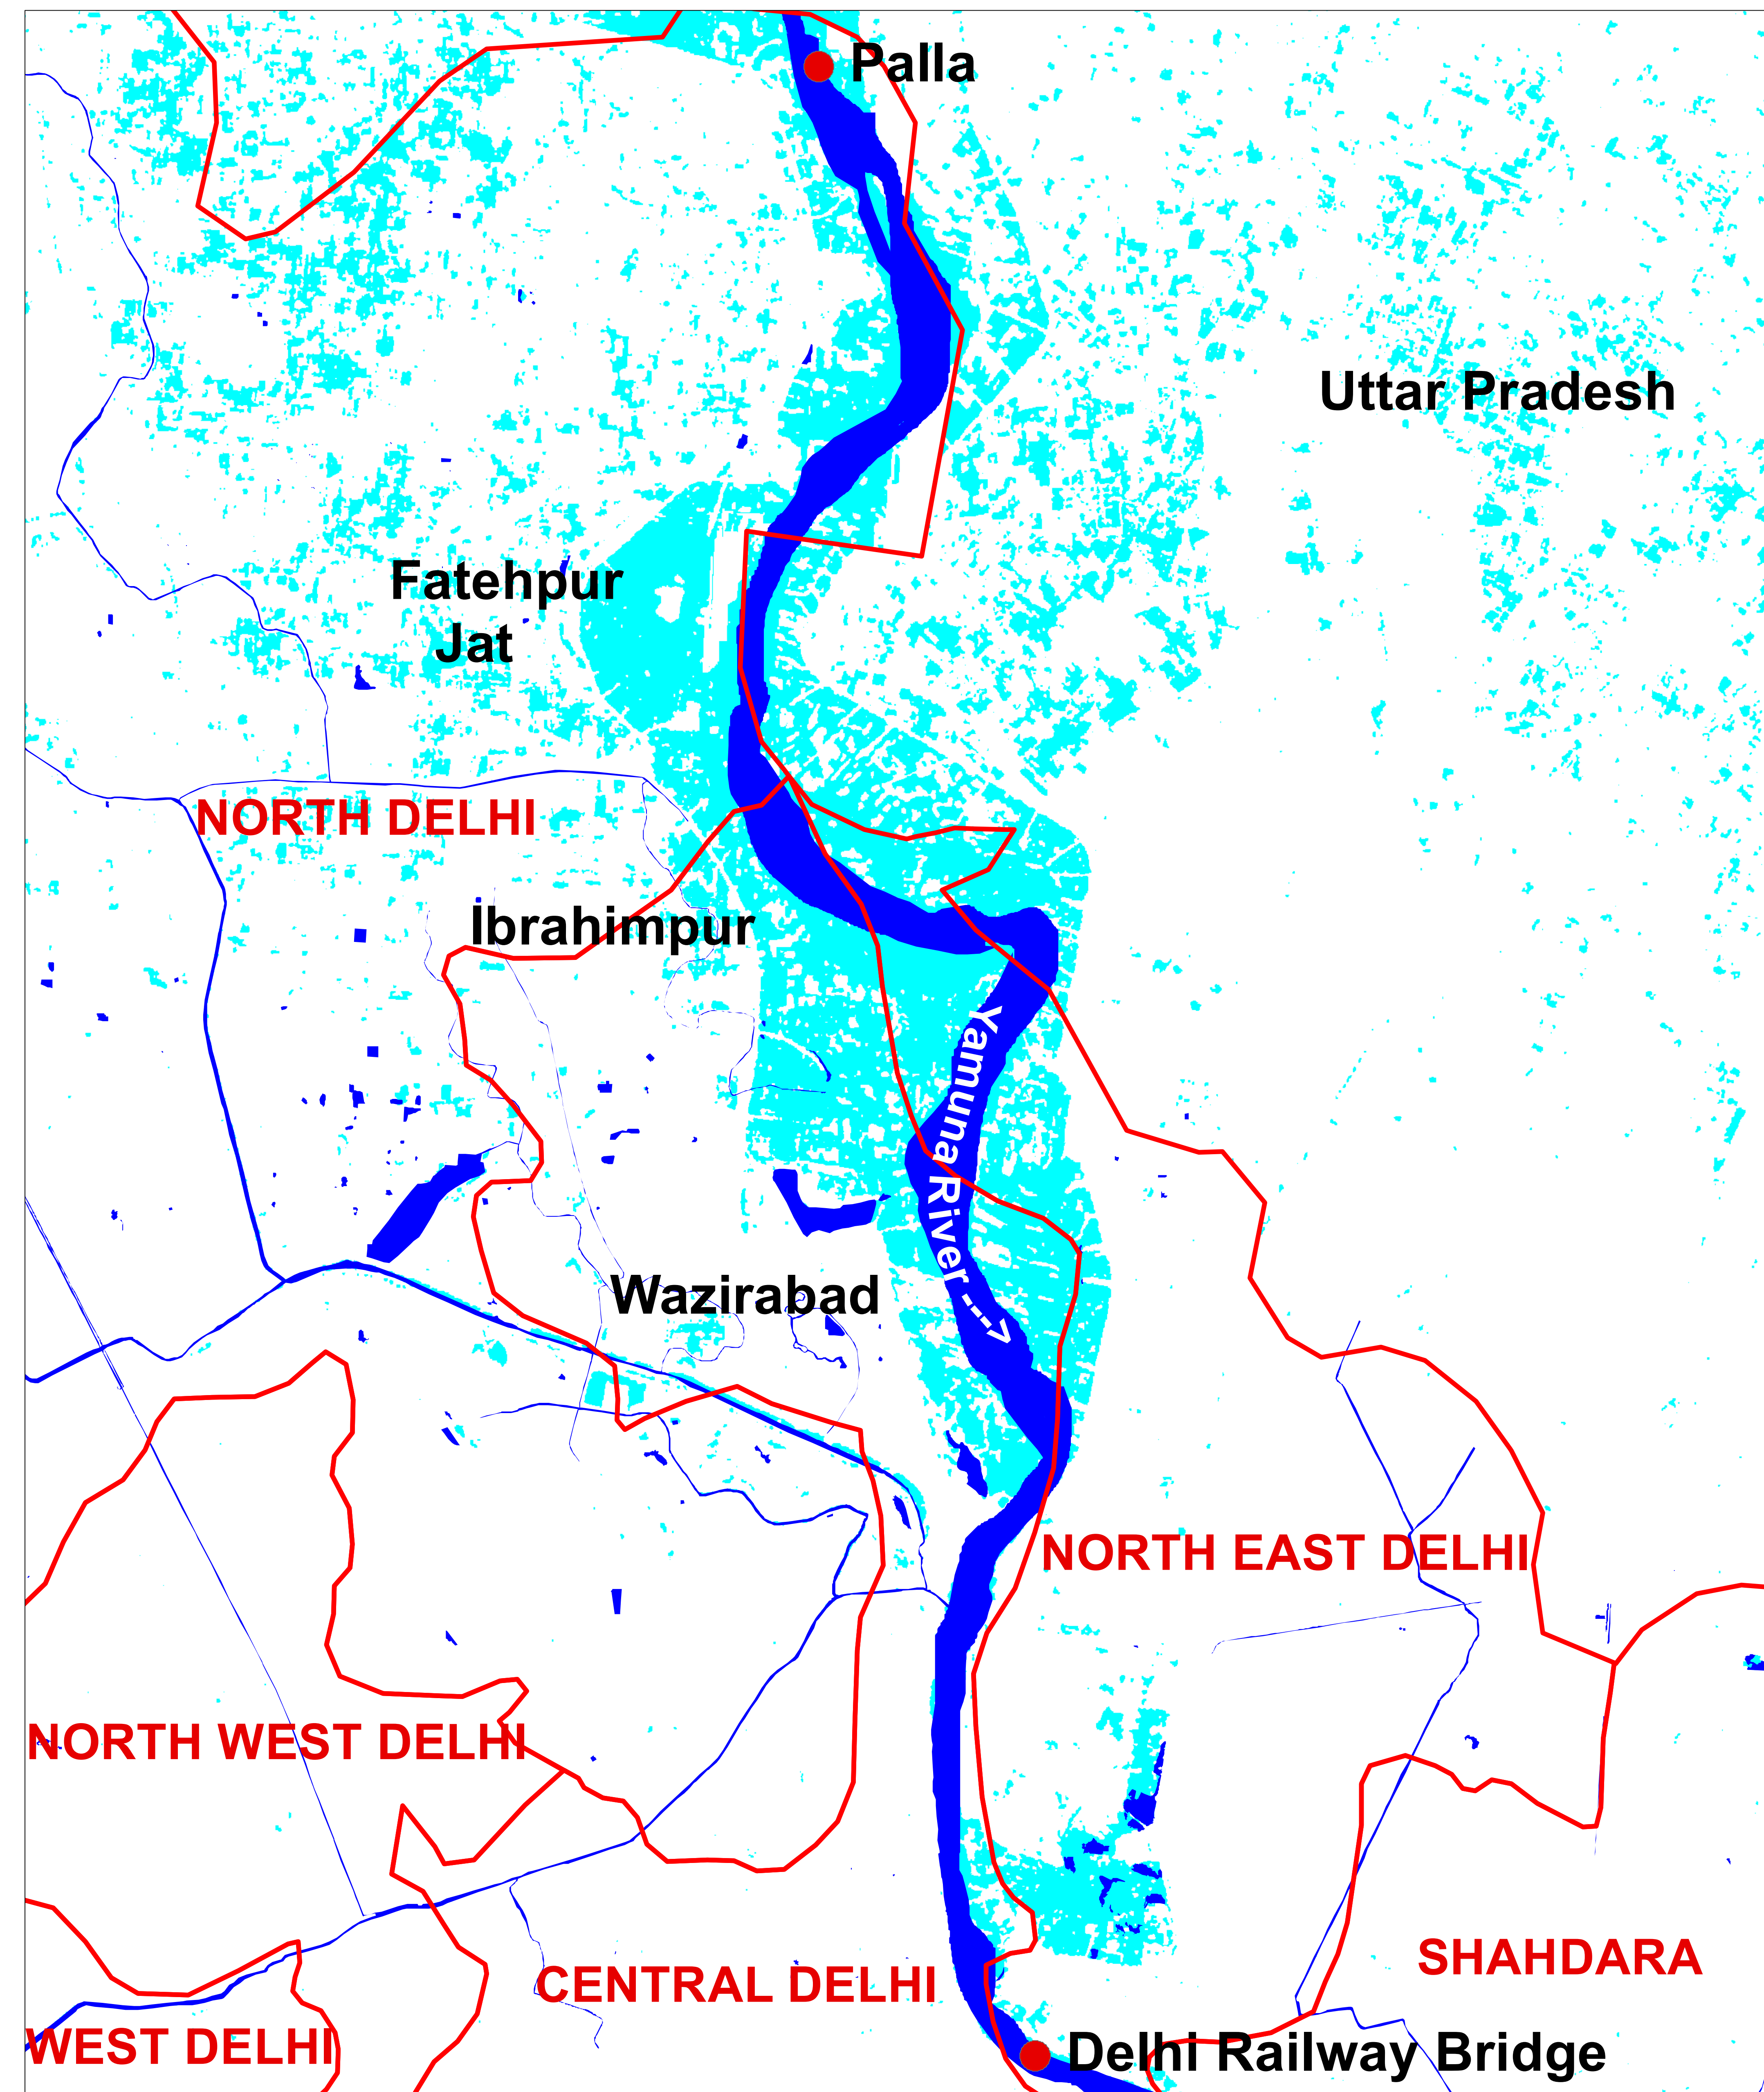 Palla
Uttar Pradesh
Fatehpur
Jat
NORTH DELHI
Ibrahimpur
Yamuna River --->
Wazirabad
NORTH EAST DELHI
NORTH WEST DELHI
SHAHDARA
CENTRAL DELHI
WEST DELHI
Delhi Railway Bridge